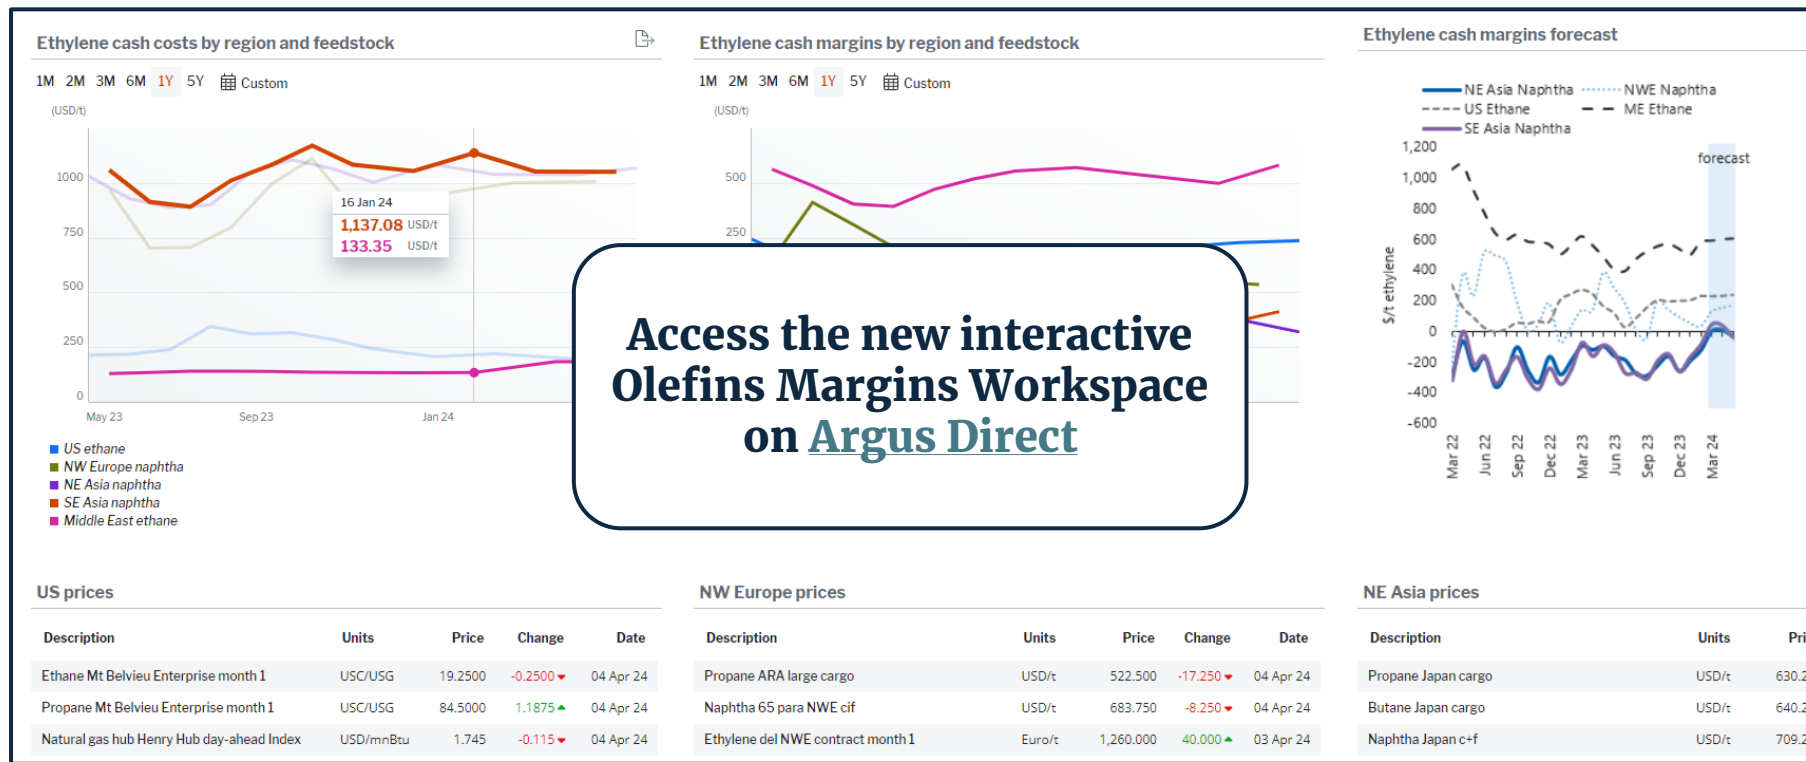 Ethylene cash costs by region and feedstock
1M 2M 3M 6M 1Y 5Y Custom
(USD/t)
1000
750
500
250
0
May 23 Sep 23 Jan 24
16 Jan 24
1,137.08 USD/t
133.35 USD/t
US ethane
NW Europe naphtha
NE Asia naphtha
SE Asia naphtha
Middle East ethane
Ethylene cash margins by region and feedstock
1M 2M 3M 6M 1Y 5Y Custom
(USD/t)
500
250
Ethylene cash margins forecast
NE Asia Naphtha NWE Naphtha
US Ethane ME Ethane
SE Asia Naphtha
forecast
$/t ethylene
1,200
1,000
800
600
400
200
0
-200
-400
-600
Mar 22 Jun 22 Sep 22 Dec 22 Mar 23 Jun 23 Sep 23 Dec 23 Mar 24
Access the new interactive
Olefins Margins Workspace
on Argus Direct
US prices
Description Units Price Change Date
Ethane Mt Belvieu Enterprise month 1 USC/USG 19.2500 -0.2500 04 Apr 24
Propane Mt Belvieu Enterprise month 1 USC/USG 84.5000 1.1875 04 Apr 24
Natural gas hub Henry Hub day-ahead Index USD/mnBtu 1.745 -0.115 04 Apr 24
NW Europe prices
Description Units Price Change Date
Propane ARA large cargo USD/t 522.500 -17.250 04 Apr 24
Naphtha 65 para NWE cif USD/t 683.750 -8.250 04 Apr 24
Ethylene del NWE contract month 1 Euro/t 1,260.000 40.000 03 Apr 24
NE Asia prices
Description Units
Propane Japan cargo USD/t 630.2
Butane Japan cargo USD/t 640.2
Naphtha Japan c+f USD/t 709.2